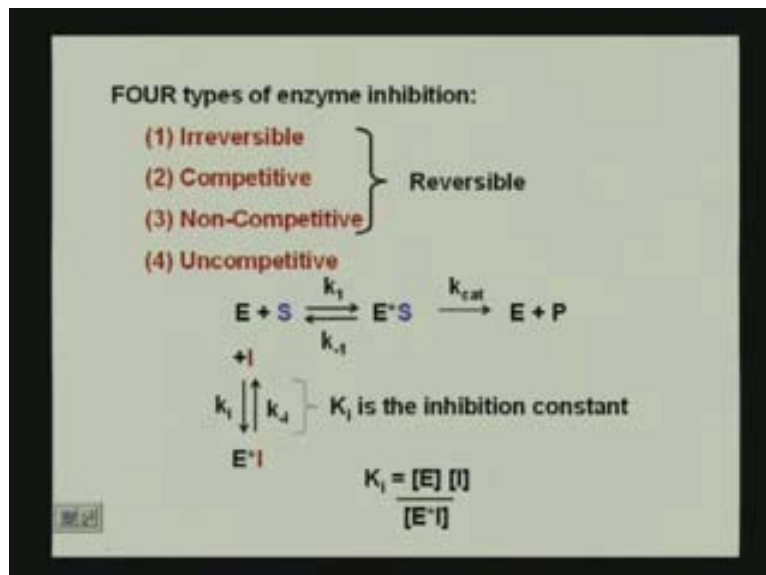 FOUR types of enzyme inhibition:
(1) Irreversible
(2) Competitive
Reversible
(3) Non-Competitive
(4) Uncompetitive
k1 kcat
E + S E*S E + P
k-1
+I
ki k-i Ki is the inhibition constant
E*I
Ki = [E] [I]
[E*I]